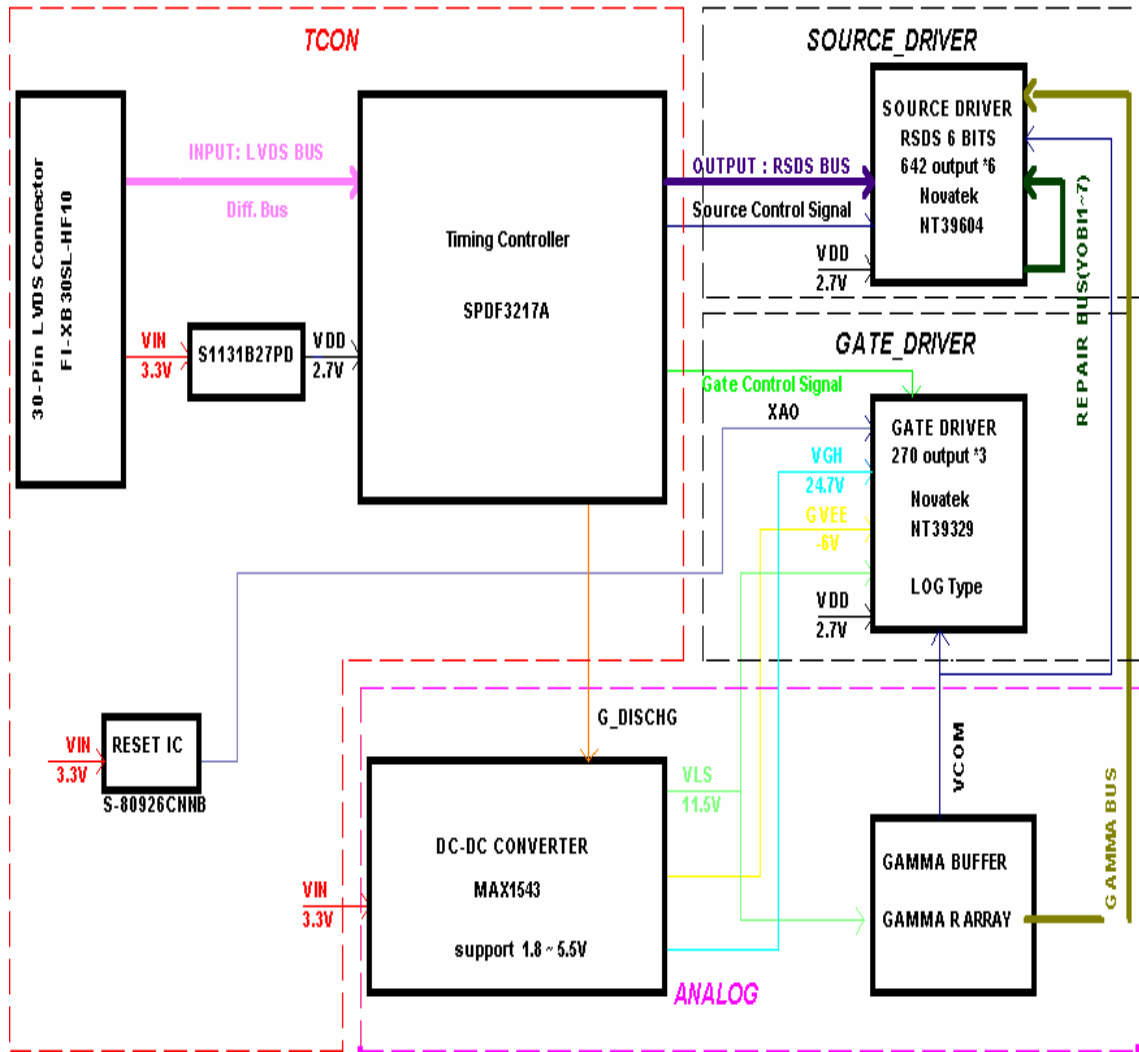 TCON
30-Pin LVDS Connector
FI-XB30SL-HF10
INPUT: LVDS BUS
Diff. Bus
VIN
3.3V
S1131B27PD
VDD
2.7V
Timing Controller
SPDF3217A
OUTPUT : RSDS BUS
Source Control Signal
VDD
2.7V
SOURCE_DRIVER
SOURCE DRIVER
RSDS 6 BITS
642 output *6
Novatek
NT39604
REPAIR BUS(YOBI1~7)
GATE_DRIVER
Gate Control Signal
XAO
VGH
24.7V
GVEE
-6V
VDD
2.7V
GATE DRIVER
270 output *3
Novatek
NT39329
LOG Type
VIN
3.3V
RESET IC
S-80926CNNB
G_DISCHG
VLS
11.5V
VIN
3.3V
DC-DC CONVERTER
MAX1543
support 1.8 ~ 5.5V
ANALOG
VCOM
GAMMA BUFFER
GAMMA R ARRAY
GAMMA BUS